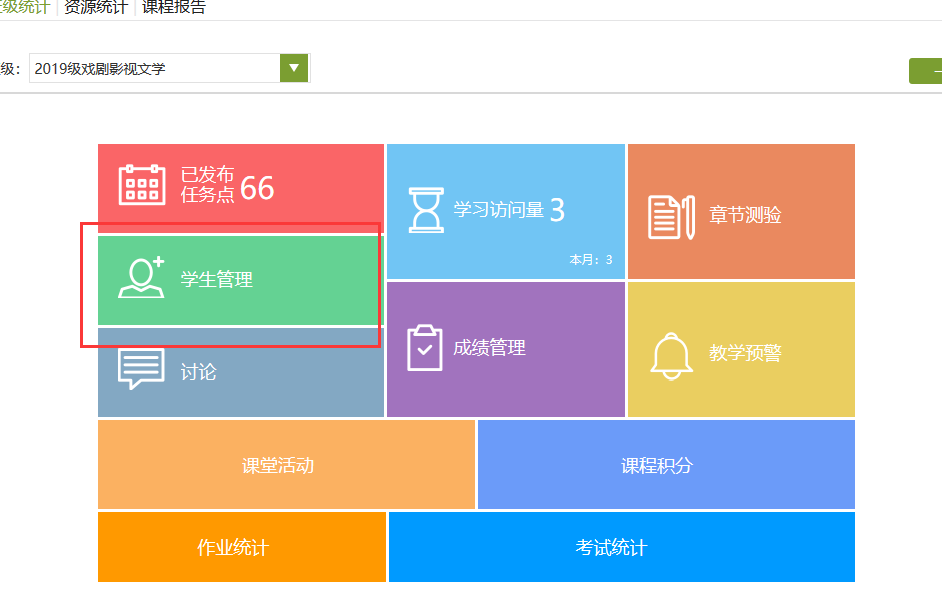 级统计 资源统计 课程报告
级： 2019级戏剧影视文学
已发布
任务点 66
学习访问量 3
本月：3
章节测验
学生管理
成绩管理
教学预警
讨论
课堂活动
课程积分
作业统计
考试统计